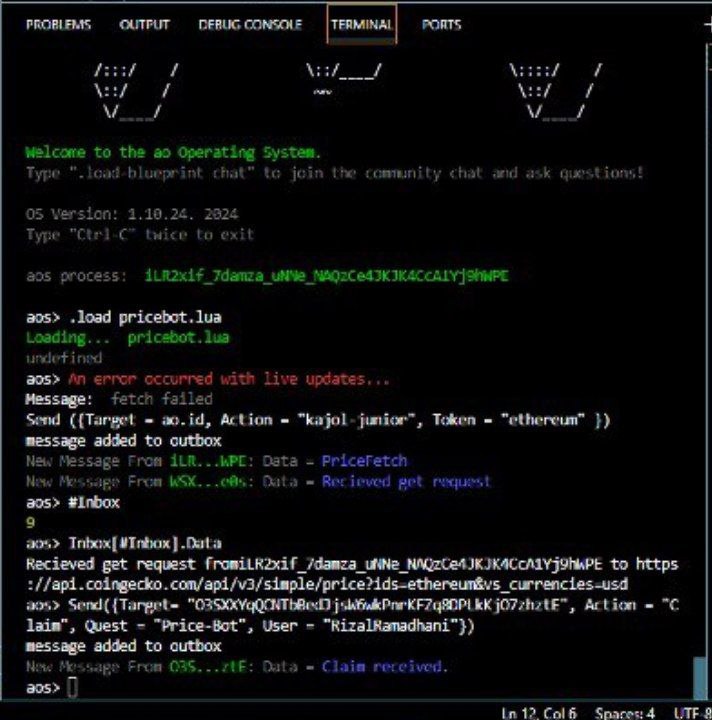 PROBLEMS OUTPUT DEBUG CONSOLE TERMINAL PORTS
Welcome to the ao Operating System.
Type ".load-blueprint chat" to join the community chat and ask questions!
OS Version: 1.10.24. 2024
Type "Ctrl-C" twice to exit
aos process: iLR2xif_7damza_uNNe_NAQzCe4JKJK4CcA1Yj9hWPE
aos> .load pricebot.lua
Loading... pricebot.lua
undefined
aos> An error occurred with live updates...
Message: fetch failed
Send ({Target = ao.id, Action = "kajol-junior", Token = "ethereum" })
message added to outbox
New Message From iLR...WPE: Data = PriceFetch
New Message From WSX...e0s: Data = Recieved get request
aos> #Inbox
9
aos> Inbox[#Inbox].Data
Recieved get request fromiLR2xif_7damza_uNNe_NAQzCe4JKJK4CcA1Yj9hWPE to https
://api.coingecko.com/api/v3/simple/price?ids=ethereum&vs_currencies=usd
aos> Send({Target= "O3SXXYqQCNTbBedJjsW6wkPnrKFZq8DPLkKjO7zhztE", Action = "C
laim", Quest = "Price-Bot", User = "RizalRamadhani"})
message added to outbox
New Message From O3S...ztE: Data = Claim received.
aos>
Ln 12, Col 6 Spaces: 4 UTF-8